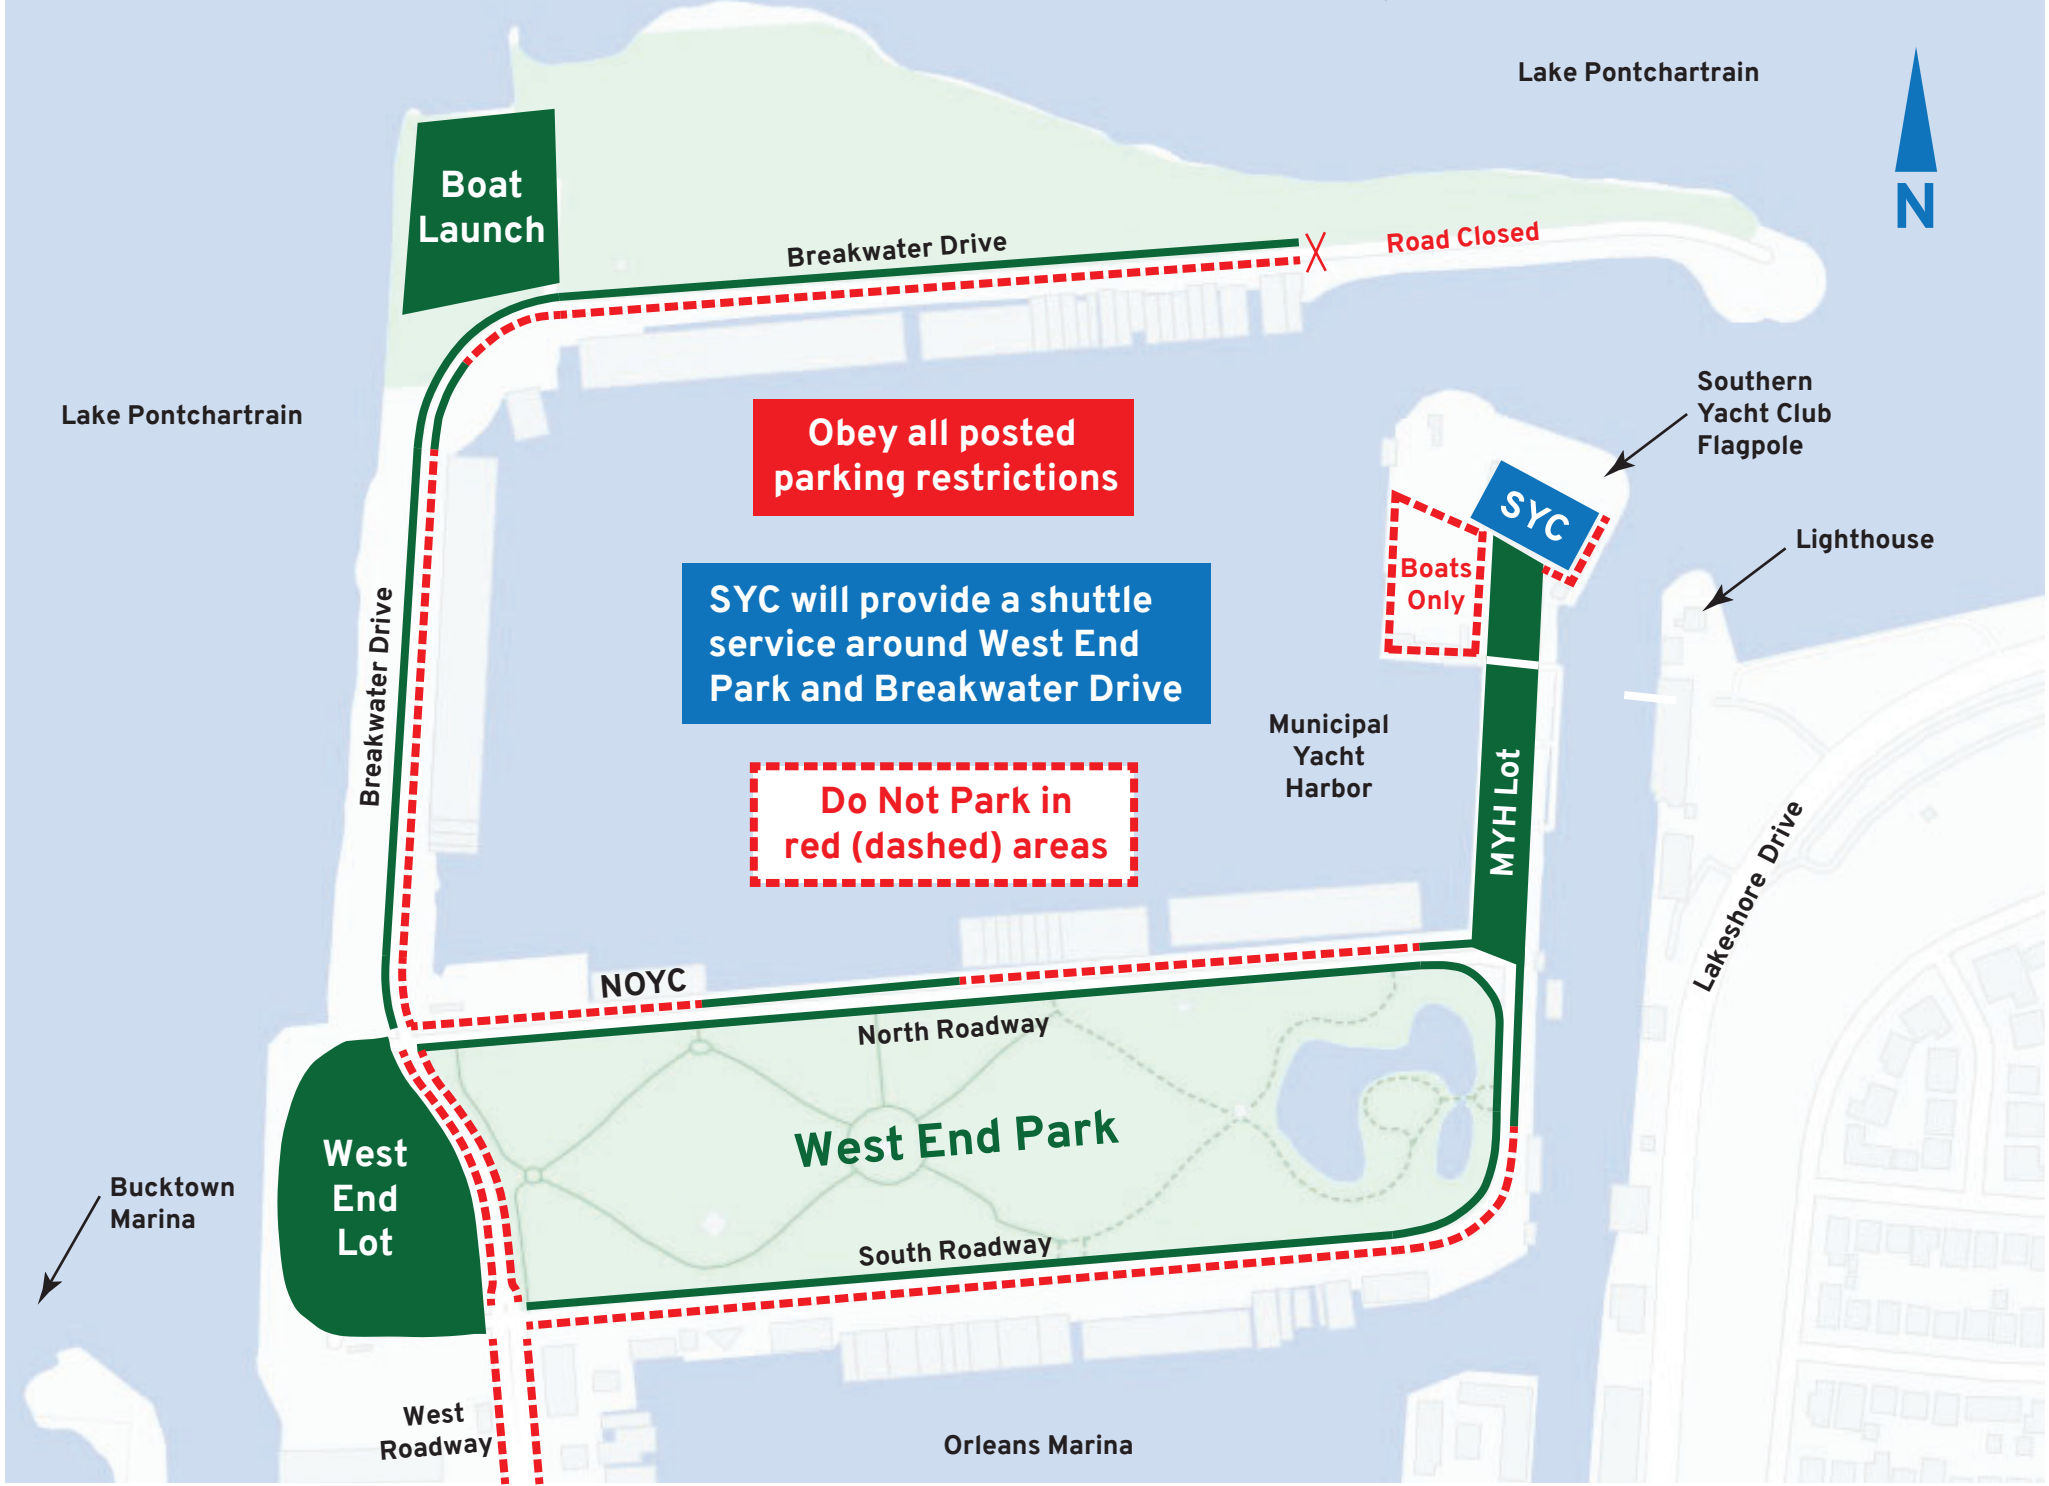 Lake Pontchartrain
N
Boat
Launch
Breakwater Drive
Road Closed
Lake Pontchartrain
Southern
Yacht Club
Flagpole
Obey all posted
parking restrictions
SYC
Lighthouse
Boats
Only
SYC will provide a shuttle
service around West End
Park and Breakwater Drive
Breakwater Drive
Municipal
Yacht
Harbor
MYH Lot
Do Not Park in
red (dashed) areas
Lakeshore Drive
NOYC
North Roadway
West End Park
West
End
Lot
Bucktown
Marina
South Roadway
West
Roadway
Orleans Marina